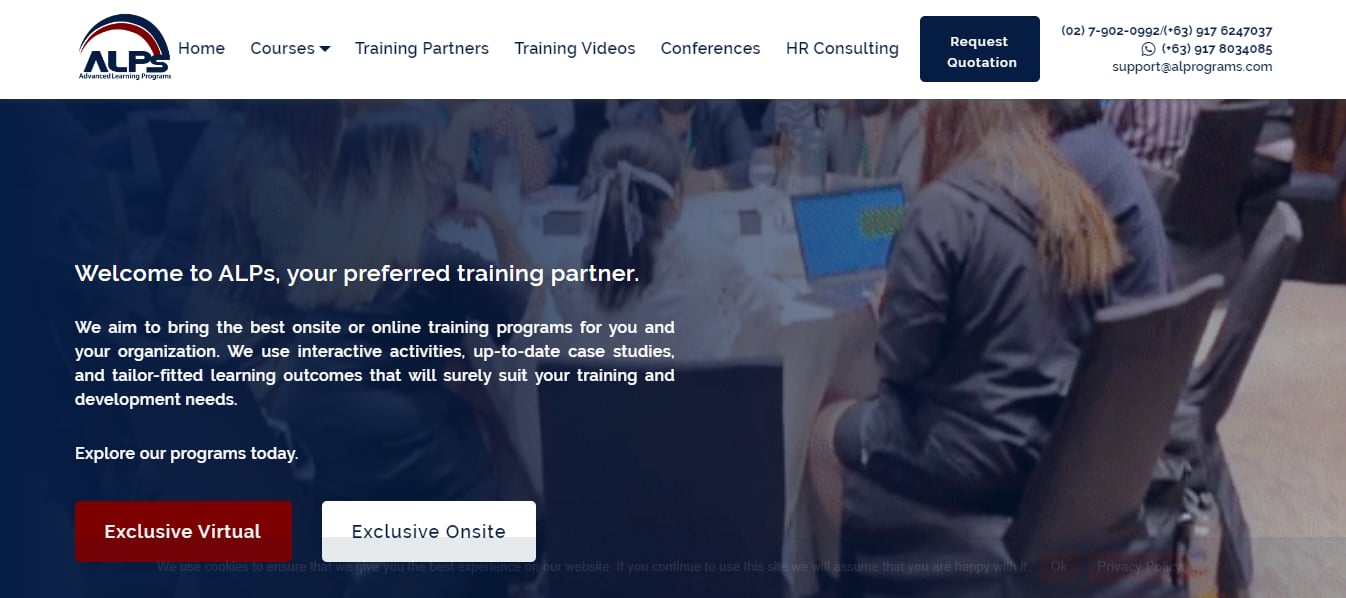 ALPs
Advanced Learning Programs
Home
Courses
Training Partners
Training Videos
Conferences
HR Consulting
Request
Quotation
(02) 7-902-0992/(+63) 917 6247037
(+63) 917 8034085
support@alprograms.com
Welcome to ALPs, your preferred training partner.
We aim to bring the best onsite or online training programs for you and
your organization. We use interactive activities, up-to-date case studies,
and tailor-fitted learning outcomes that will surely suit your training and
development needs.
Explore our programs today.
Exclusive Virtual
Exclusive Onsite
We use cookies to ensure that we give you the best experience on our website. If you continue to use this site we will assume that you are happy with it.
Ok
Privacy Policy